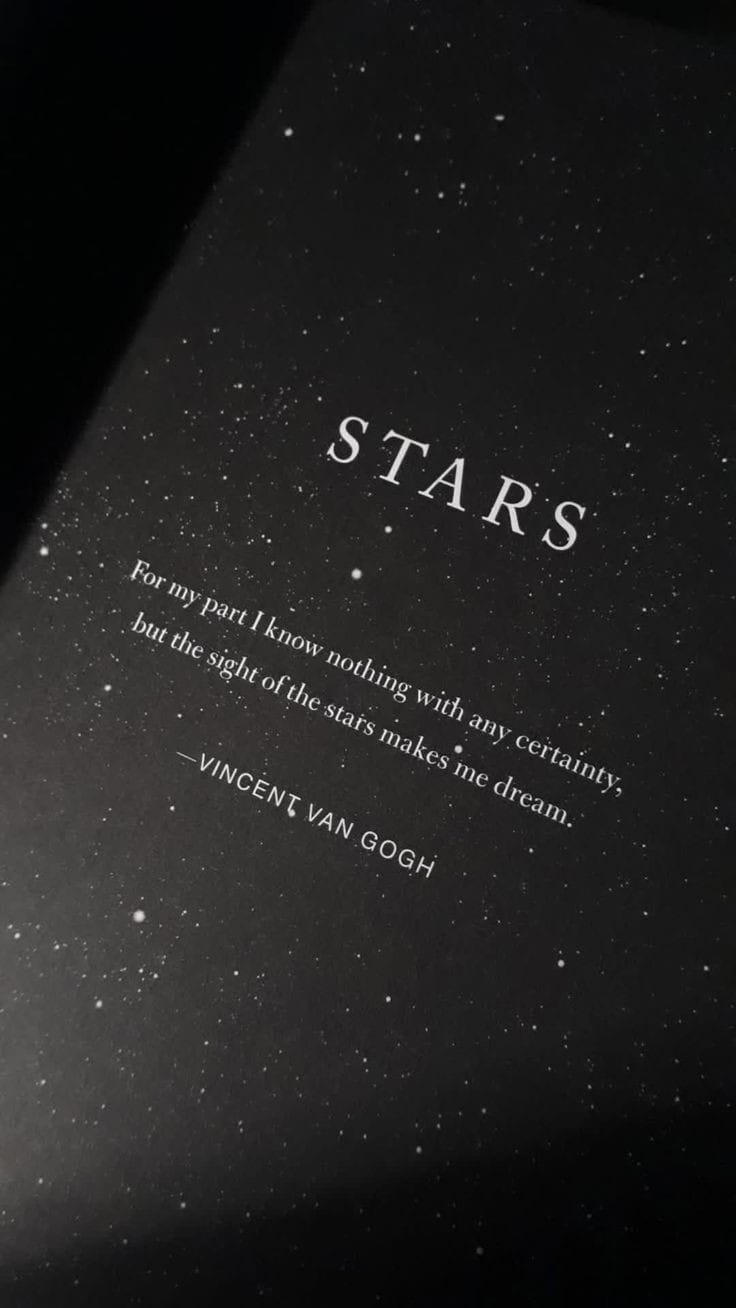 STARS
For my part I know nothing with any certainty,
but the sight of the stars makes me dream.
—VINCENT VAN GOGH